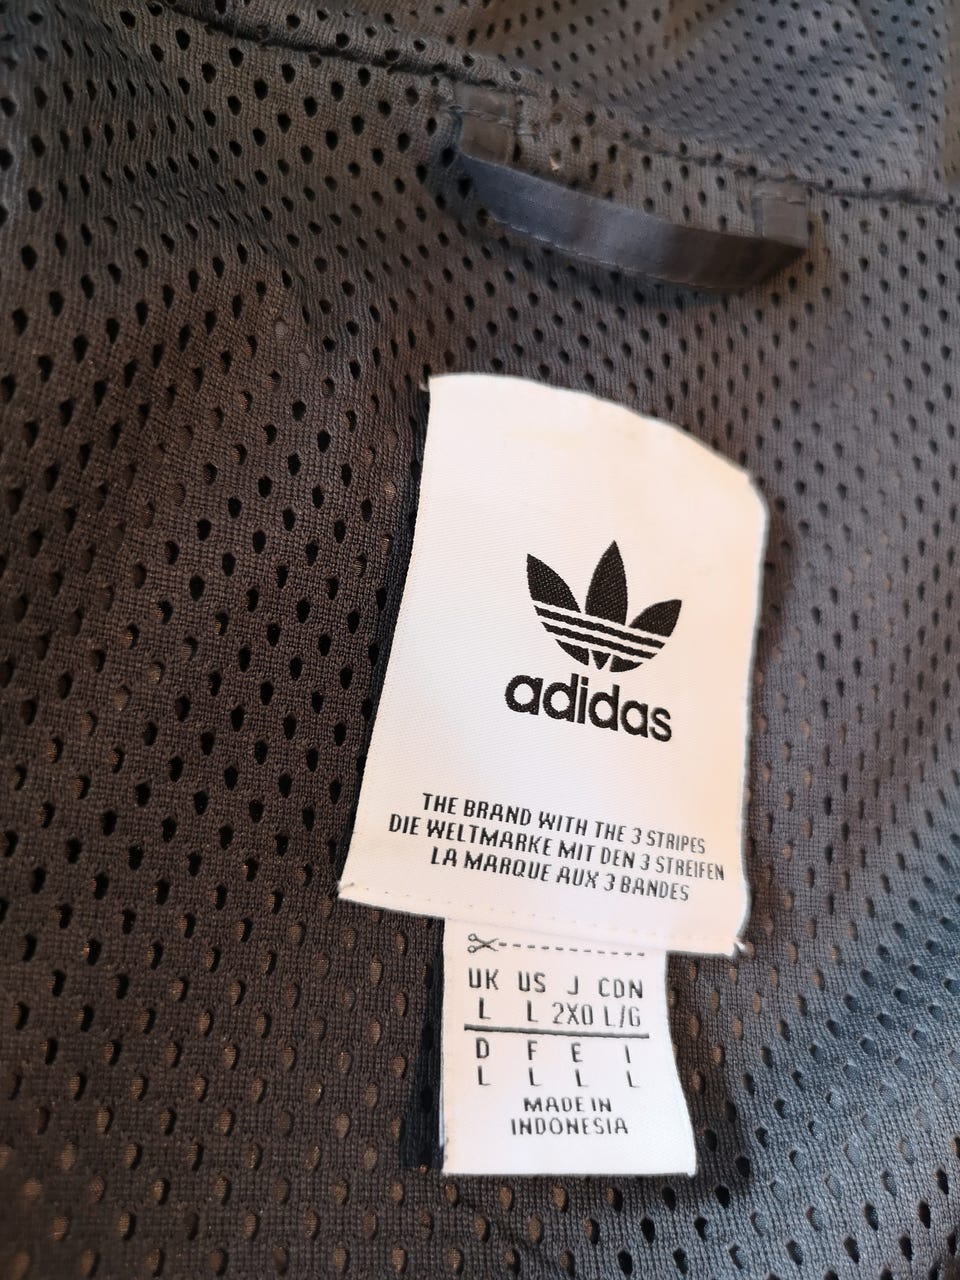 adidas
THE BRAND WITH THE 3 STRIPES
DIE WELTMARKE MIT DEN 3 STREIFEN
LA MARQUE AUX 3 BANDES
UK US J CDN
L L 2XO L/G
D F E I
L L L L
MADE IN
INDONESIA